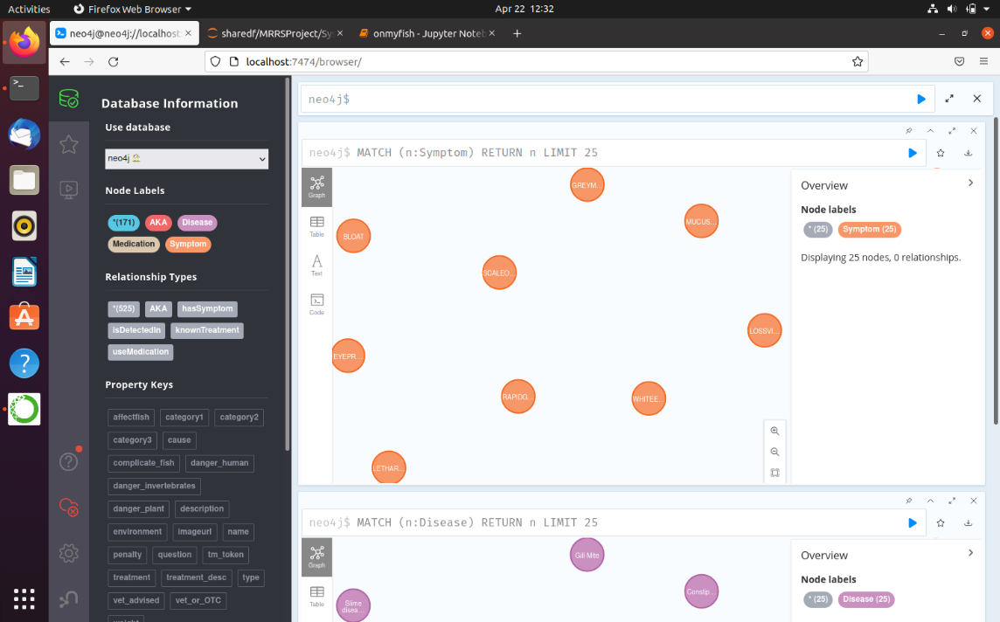 Activities Firefox Web Browser Apr 22 12:32
neo4j@neo4j://localhost: sharedf/MRRSProject/Sy onmyfish - Jupyter Noteb
localhost:7474/browser/
Database Information
Use database
neo4j
Node Labels
*(171) AKA Disease
Medication Symptom
Relationship Types
*(525) AKA hasSymptom
isDetectedIn knownTreatment
useMedication
Property Keys
affectfish category1 category2
category3 cause
complicate_fish danger_human
danger_invertebrates
danger_plant description
environment imageurl name
penalty question tm_token
treatment treatment_desc type
vet_advised vet_or_OTC
weight
neo4j$
neo4j$ MATCH (n:Symptom) RETURN n LIMIT 25
Graph
Table
Text
Code
GREYM...
MUCUS...
BLOAT
SCALEO...
LOSSVI...
EYEPR...
RAPIDG...
WHITEE...
LETHAR...
Overview
Node labels
* (25) Symptom (25)
Displaying 25 nodes, 0 relationships.
neo4j$ MATCH (n:Disease) RETURN n LIMIT 25
Graph
Table
Gill Mite
Constip...
Slime
disea...
Overview
Node labels
* (25) Disease (25)